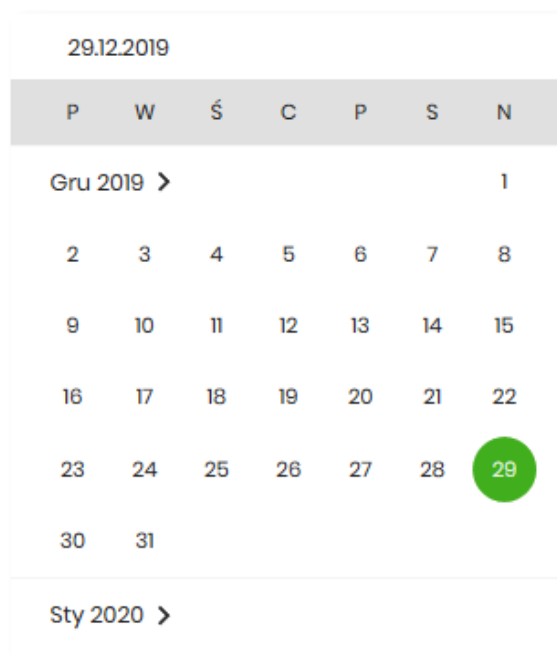 29.12.2019
P W Ś C P S N
Gru 2019 1
2 3 4 5 6 7 8
9 10 11 12 13 14 15
16 17 18 19 20 21 22
23 24 25 26 27 28 29
30 31
Sty 2020